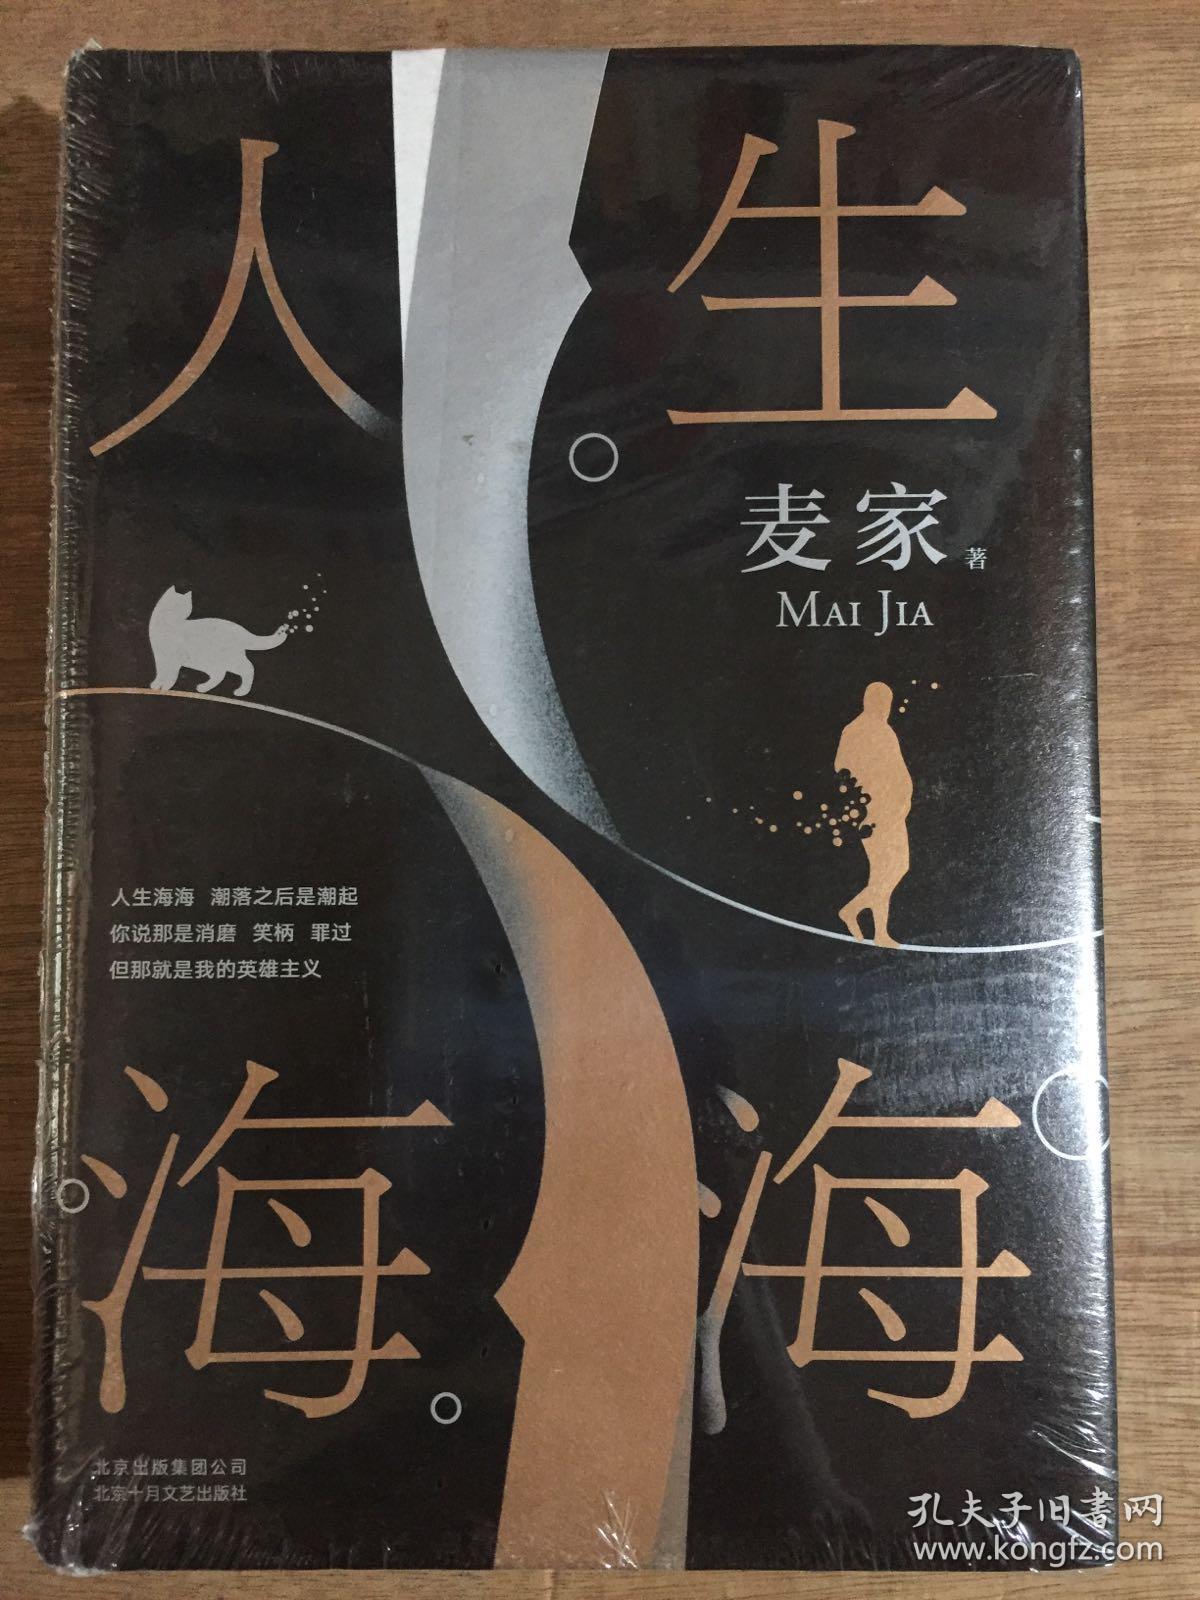 人生
麦家 著
MAI JIA
人生海海 潮落之后是潮起
你说那是消磨 笑柄 罪过
但那就是我的英雄主义
海海
北京出版集团公司
北京十月文艺出版社
孔夫子旧书网
www.kongfz.com